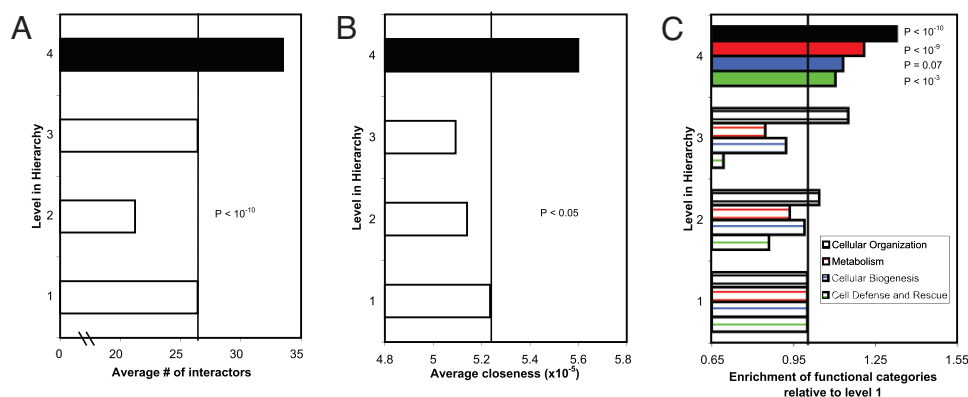 A
Level in Hierarchy
4
3
2
1
P < 10⁻¹⁰
0
20
30
35
Average # of interactors
B
Level in Hierarchy
4
3
2
1
P < 0.05
4.8
5
5.2
5.4
5.6
5.8
Average closeness (x10⁻⁵)
C
Level in Hierarchy
4
3
2
1
P < 10⁻¹⁰
P < 10⁻⁹
P = 0.07
P < 10⁻³
Cellular Organization
Metabolism
Cellular Biogenesis
Cell Defense and Rescue
0.65
0.95
1.25
1.55
Enrichment of functional categories
relative to level 1